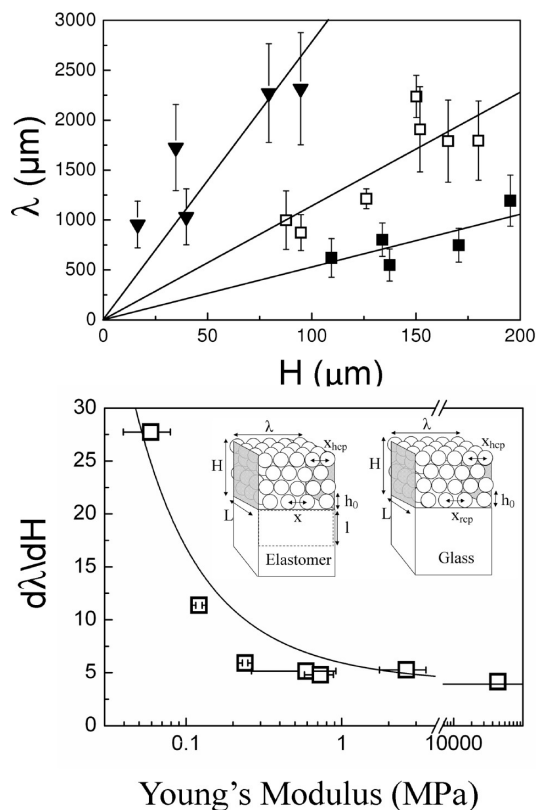 3000
2500
2000
1500
1000
500
0
λ (μm)
0 50 100 150 200
H (μm)
30
25
20
15
10
5
0
dλ\dH
λ
x_hcp
H
h_0
L
x
l
Elastomer
λ
x_hcp
H
h_0
L
x_rcp
Glass
0.1 1 10000
Young's Modulus (MPa)